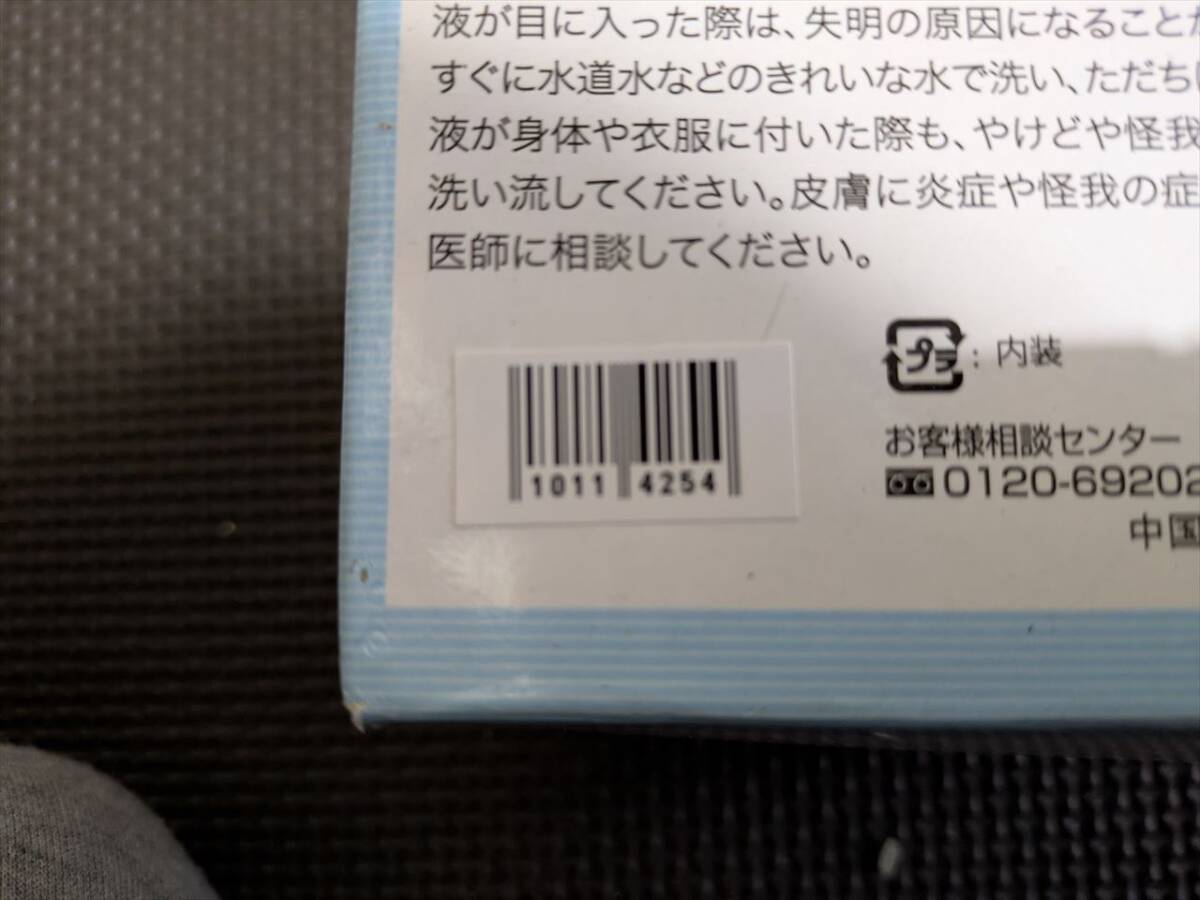 液が目に入った際は、失明の原因になることが
すぐに水道水などのきれいな水で洗い、ただちに
液が身体や衣服に付いた際も、やけどや怪我
洗い流してください。皮膚に炎症や怪我の症
医師に相談してください。
プラ : 内装
1011 4254
お客様相談センター
0120-69202
中国